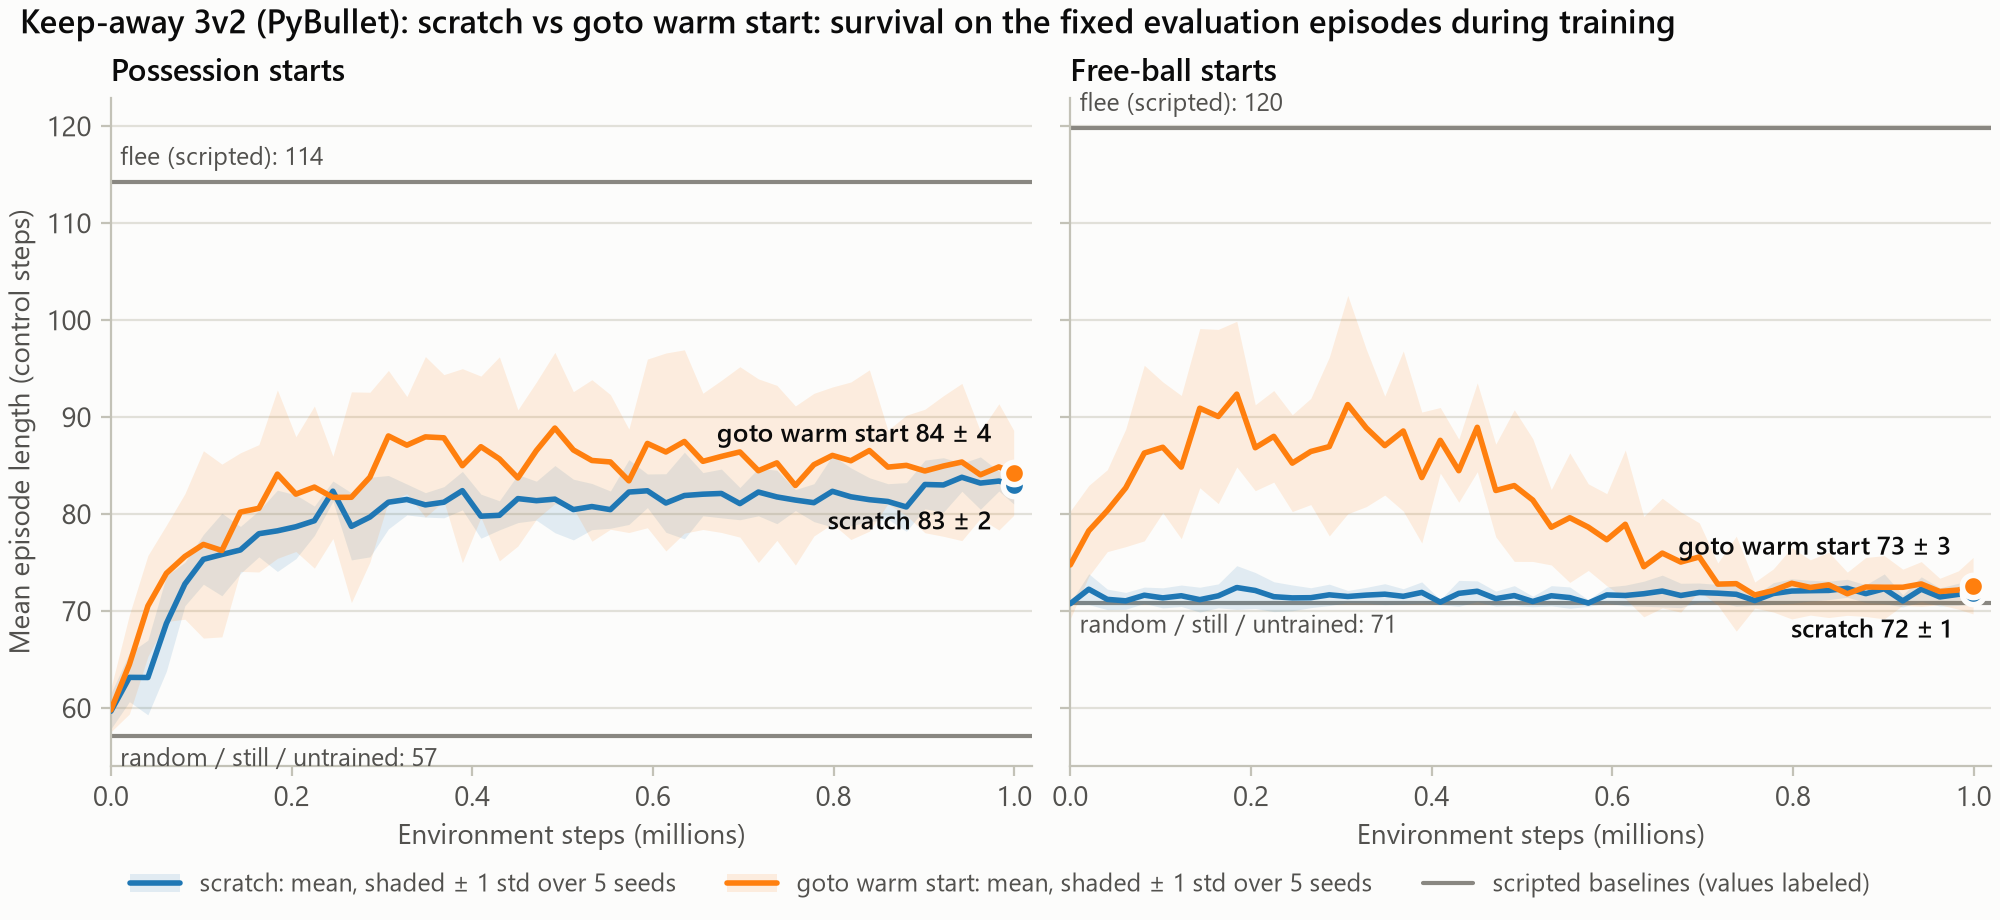 Keep-away 3v2 (PyBullet): scratch vs goto warm start: survival on the fixed evaluation episodes during training
Possession starts
Mean episode length (control steps)
120
110
100
90
80
70
60
flee (scripted): 114
goto warm start 84 ± 4
scratch 83 ± 2
random / still / untrained: 57
0.0 0.2 0.4 0.6 0.8 1.0
Environment steps (millions)
Free-ball starts
flee (scripted): 120
goto warm start 73 ± 3
random / still / untrained: 71
scratch 72 ± 1
0.0 0.2 0.4 0.6 0.8 1.0
Environment steps (millions)
scratch: mean, shaded ± 1 std over 5 seeds
goto warm start: mean, shaded ± 1 std over 5 seeds
scripted baselines (values labeled)